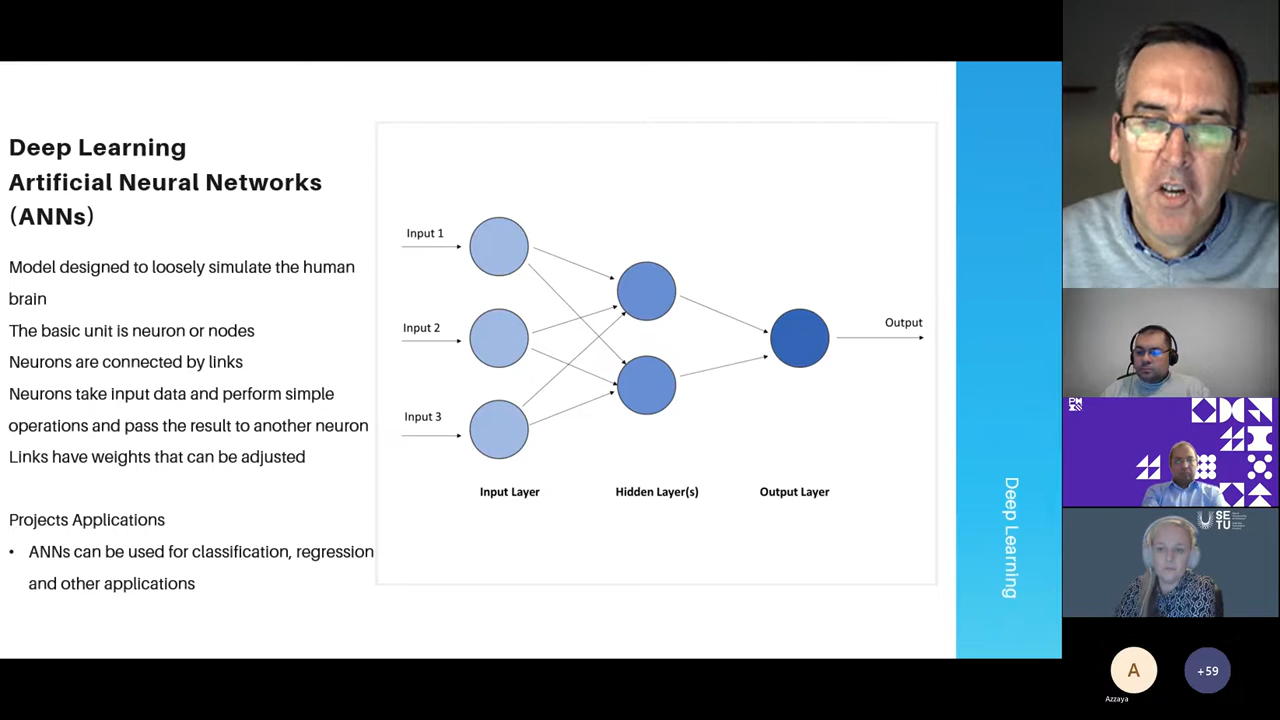 Deep Learning
Artificial Neural Networks
(ANNs)
Model designed to loosely simulate the human
brain
The basic unit is neuron or nodes
Neurons are connected by links
Neurons take input data and perform simple
operations and pass the result to another neuron
Links have weights that can be adjusted
Projects Applications
• ANNs can be used for classification, regression
and other applications
Input 1
Input 2
Input 3
Output
Input Layer
Hidden Layer(s)
Output Layer
Deep Learning
SE
TU
A
+59
Azzaya